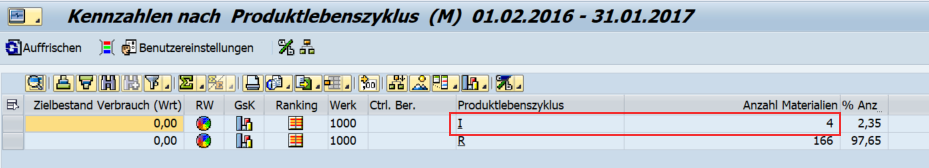 Kennzahlen nach Produktlebenszyklus (M) 01.02.2016 - 31.01.2017
Auffrischen Benutzereinstellungen
Zielbestand Verbrauch (Wrt) RW GsK Ranking Werk Ctrl. Ber. Produktlebenszyklus Anzahl Materialien % Anz
0,00 1000 I 4 2,35
0,00 1000 R 166 97,65